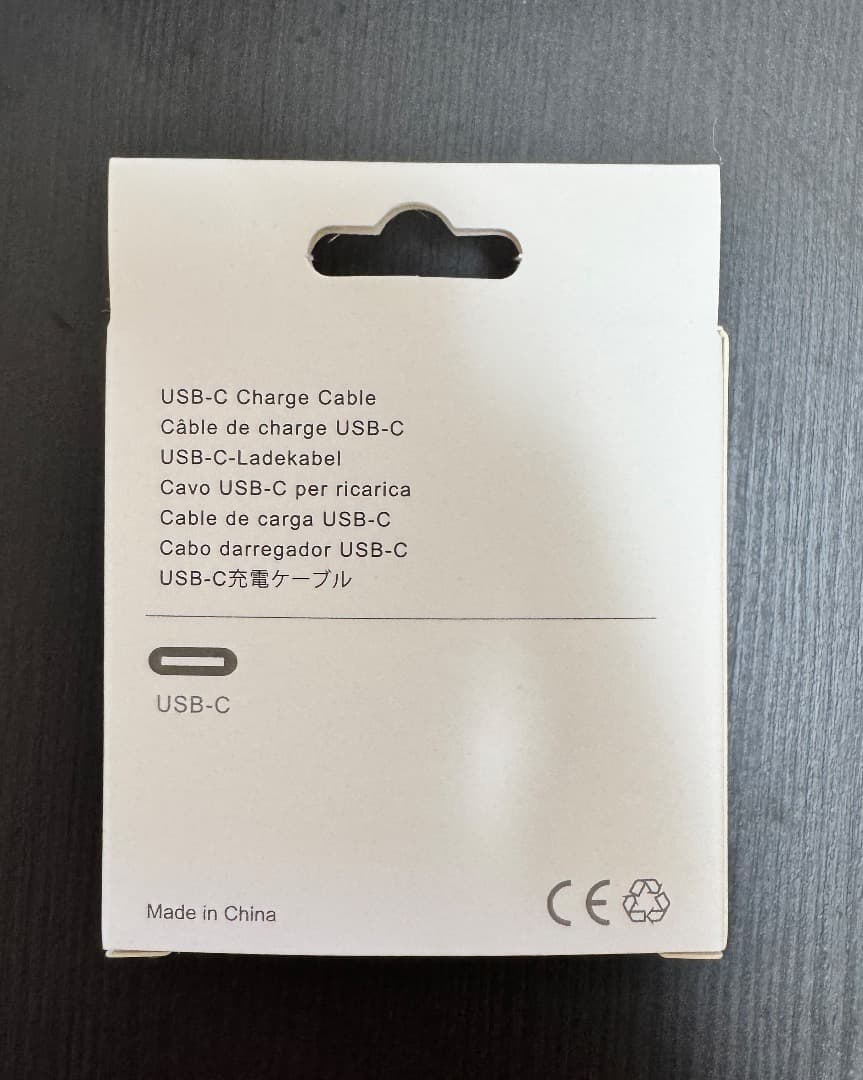 USB-C Charge Cable
Câble de charge USB-C
USB-C-Ladekabel
Cavo USB-C per ricarica
Cable de carga USB-C
Cabo darregador USB-C
USB-C充電ケーブル
USB-C
Made in China
CE